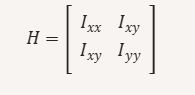 H = [ I_xx I_xy
I_xy I_yy ]